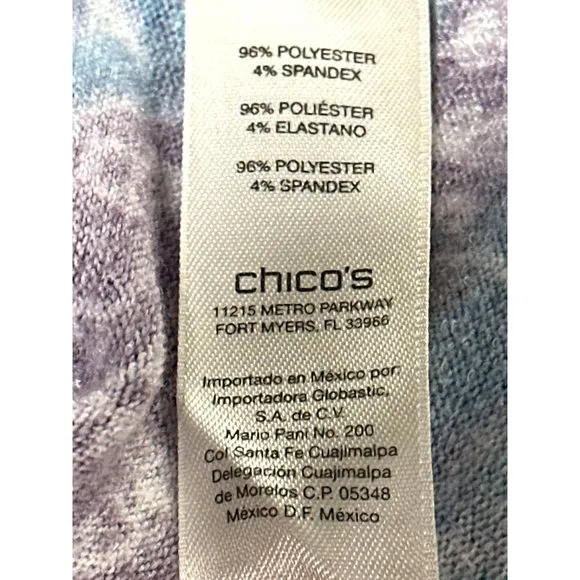 96% POLYESTER
4% SPANDEX
96% POLIÉSTER
4% ELASTANO
96% POLYESTER
4% SPANDEX
chico's
11215 METRO PARKWAY
FORT MYERS, FL 33966
Importado en México por:
Importadora Globastic,
S.A. de C.V.
Mario Pani No. 200
Col Santa Fe Cuajimalpa
Delegación Cuajimalpa
de Morelos C.P. 05348
México D.F. México